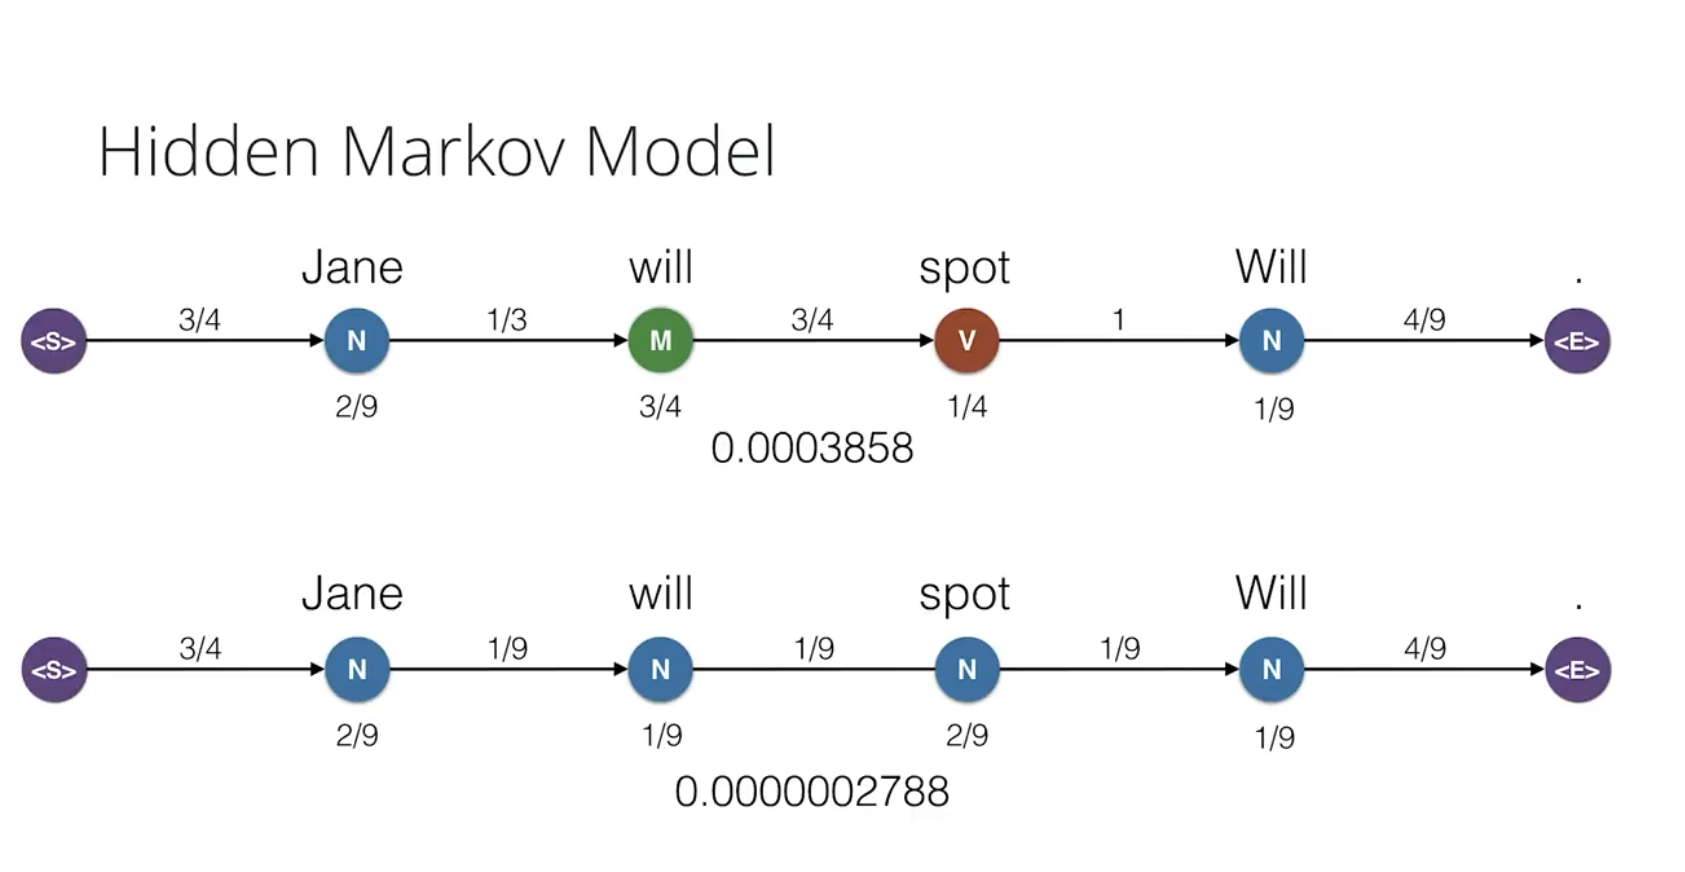 Hidden Markov Model
Jane will spot Will .
3/4 1/3 3/4 1 4/9
<S> N M V N <E>
2/9 3/4 1/4 1/9
0.0003858
Jane will spot Will .
3/4 1/9 1/9 1/9 4/9
<S> N N N N <E>
2/9 1/9 2/9 1/9
0.0000002788